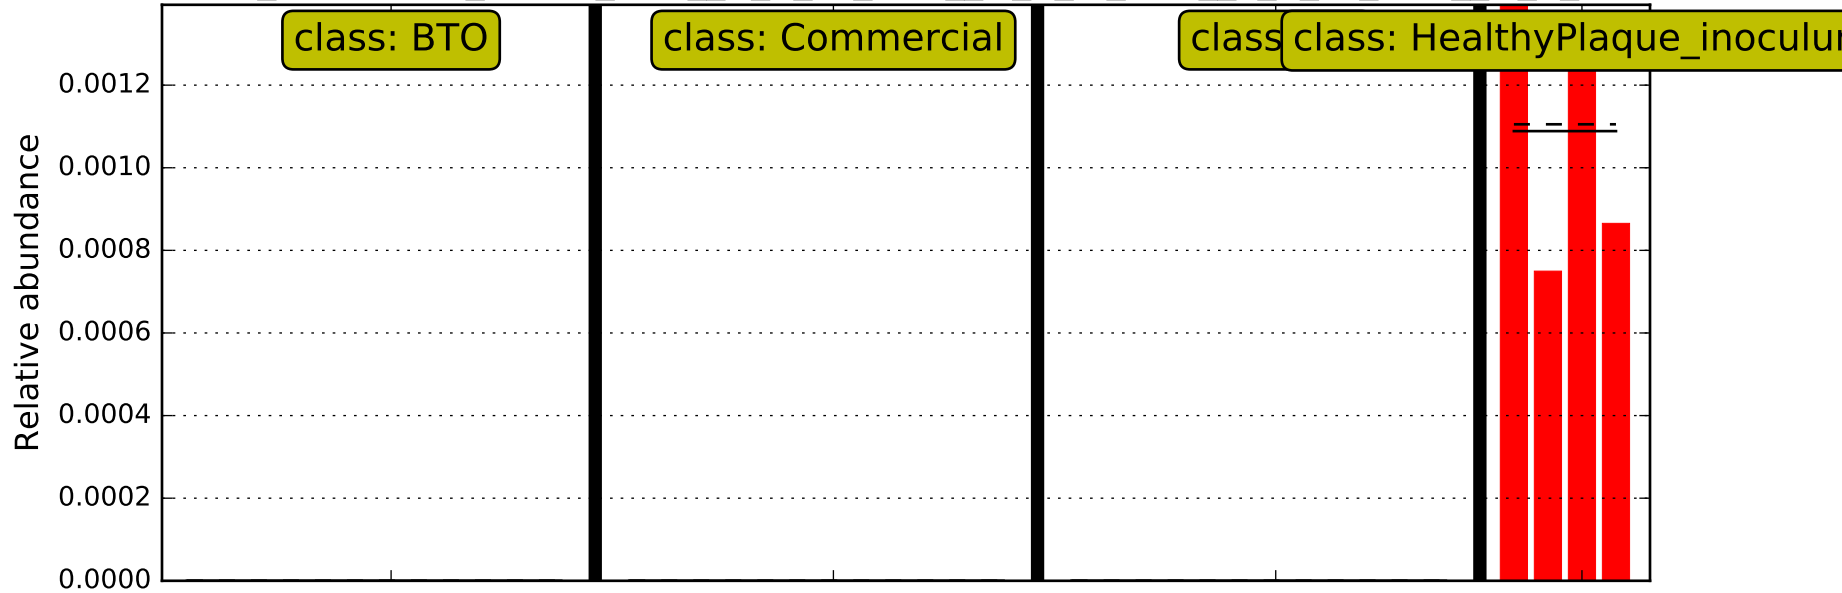 class: BTO
class: Commercial
class
class: HealthyPlaque_inoculu
0.0012
0.0010
0.0008
0.0006
0.0004
0.0002
0.0000
Relative abundance